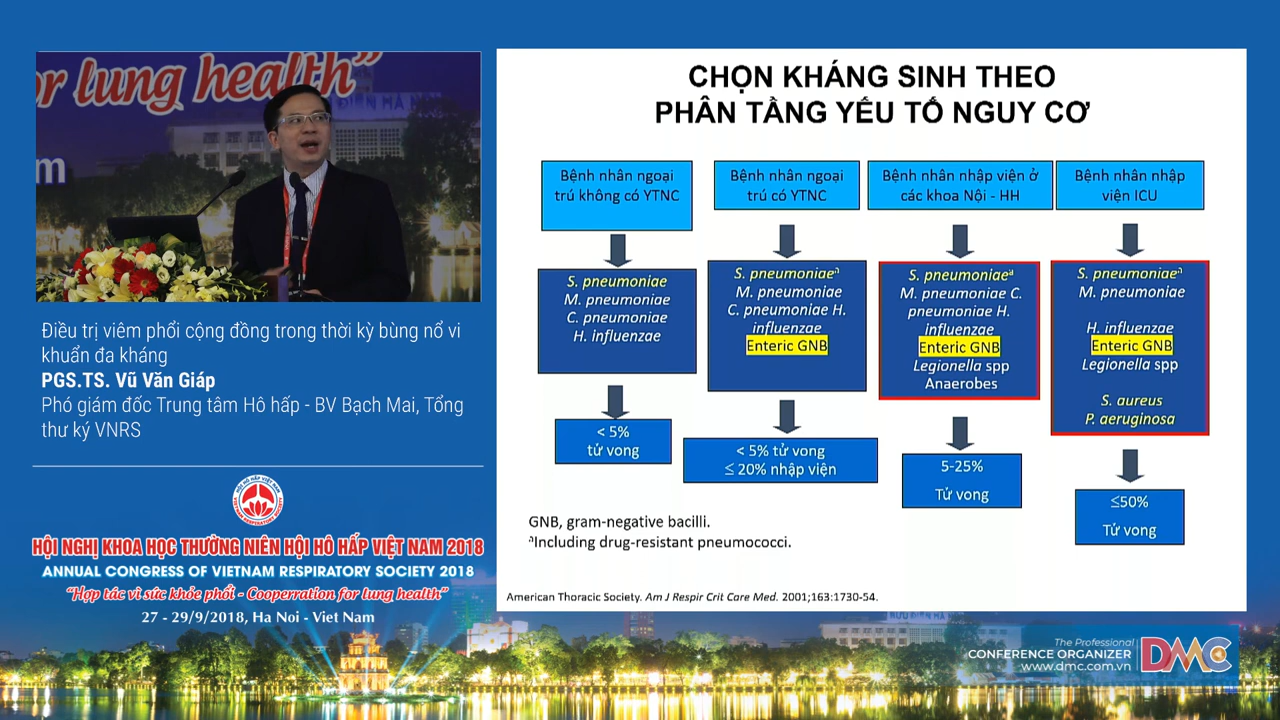 or lung health”
m
Điều trị viêm phổi cộng đồng trong thời kỳ bùng nổ vi
khuẩn đa kháng
PGS.TS. Vũ Văn Giáp
Phó giám đốc Trung tâm Hô hấp - BV Bạch Mai, Tổng
thư ký VNRS
HỘI NGHỊ KHOA HỌC THƯỜNG NIÊN HỘI HÔ HẤP VIỆT NAM 2018
ANNUAL CONGRESS OF VIETNAM RESPIRATORY SOCIETY 2018
“Hợp tác vì sức khỏe phổi - Cooperration for lung health”
27 - 29/9/2018, Ha Noi - Viet Nam
CHỌN KHÁNG SINH THEO
PHÂN TẦNG YẾU TỐ NGUY CƠ
Bệnh nhân ngoại
trú không có YTNC
S. pneumoniae
M. pneumoniae
C. pneumoniae
H. influenzae
< 5%
tử vong
Bệnh nhân ngoại
trú có YTNC
S. pneumoniaeª
M. pneumoniae
C. pneumoniae H.
influenzae
Enteric GNB
< 5% tử vong
≤ 20% nhập viện
Bệnh nhân nhập viện ở
các khoa Nội - HH
S. pneumoniaeª
M. pneumoniae C.
pneumoniae H.
influenzae
Enteric GNB
Legionella spp
Anaerobes
5-25%
Tử vong
Bệnh nhân nhập
viện ICU
S. pneumoniaeª
M. pneumoniae
H. influenzae
Enteric GNB
Legionella spp
S. aureus
P. aeruginosa
≤50%
Tử vong
GNB, gram-negative bacilli.
ªIncluding drug-resistant pneumococci.
American Thoracic Society. Am J Respir Crit Care Med. 2001;163:1730-54.
The Professional
CONFERENCE ORGANIZER
www.dmc.com.vn
DMC